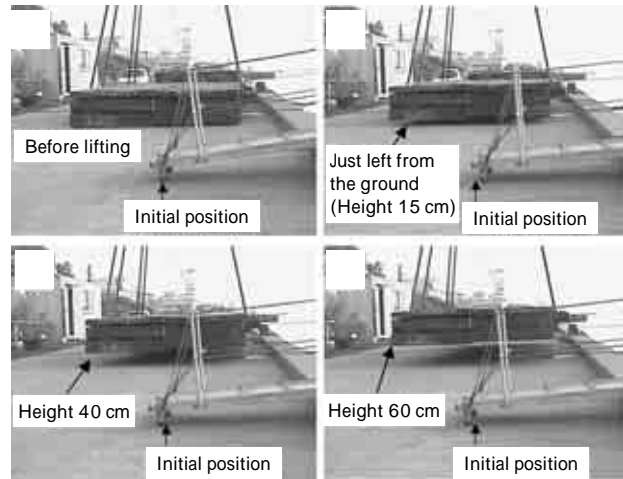 Before lifting
Initial position
Just left from
the ground
(Height 15 cm)
Initial position
Height 40 cm
Initial position
Height 60 cm
Initial position